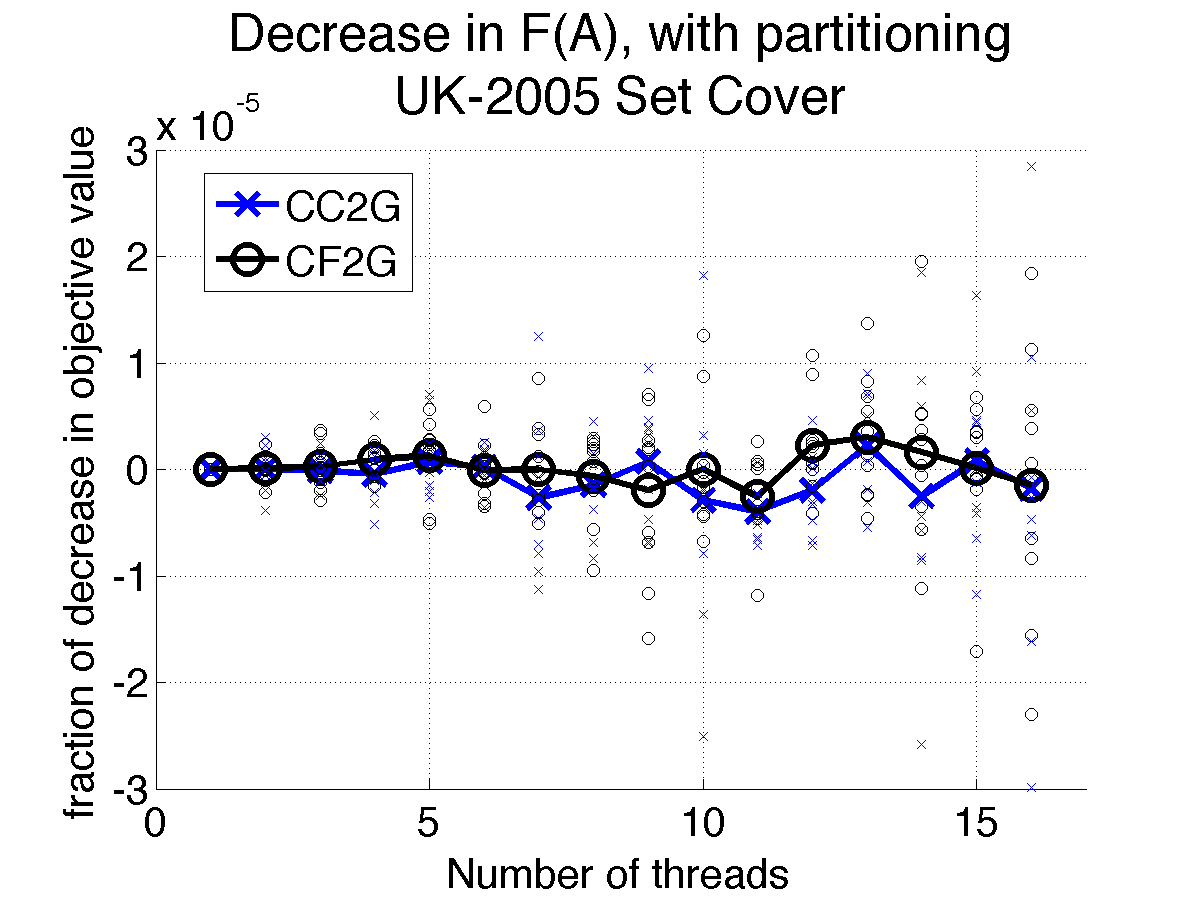 Decrease in F(A), with partitioning
UK-2005 Set Cover
x 10^-5
fraction of decrease in objective value
3
2
1
0
-1
-2
-3
CC2G
CF2G
0 5 10 15
Number of threads